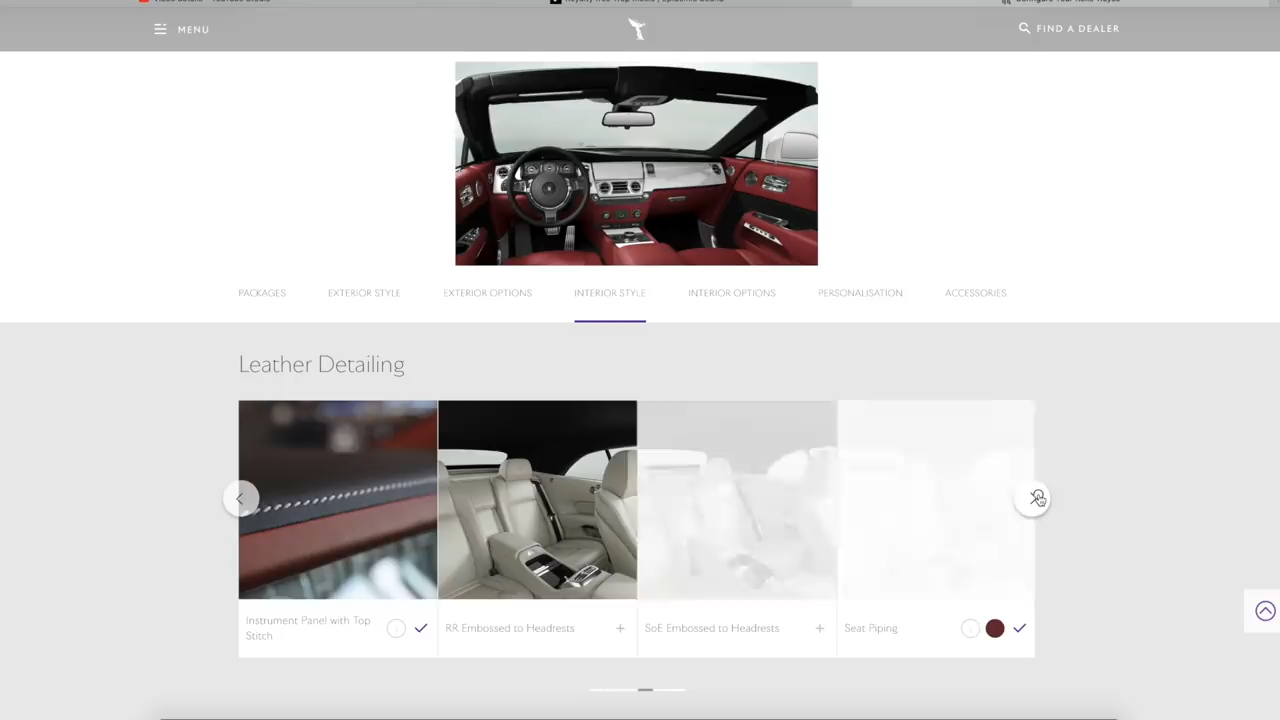 MENU
FIND A DEALER
PACKAGES
EXTERIOR STYLE
EXTERIOR OPTIONS
INTERIOR STYLE
INTERIOR OPTIONS
PERSONALISATION
ACCESSORIES
Leather Detailing
Instrument Panel with Top
Stitch
RR Embossed to Headrests
SoE Embossed to Headrests
Seat Piping